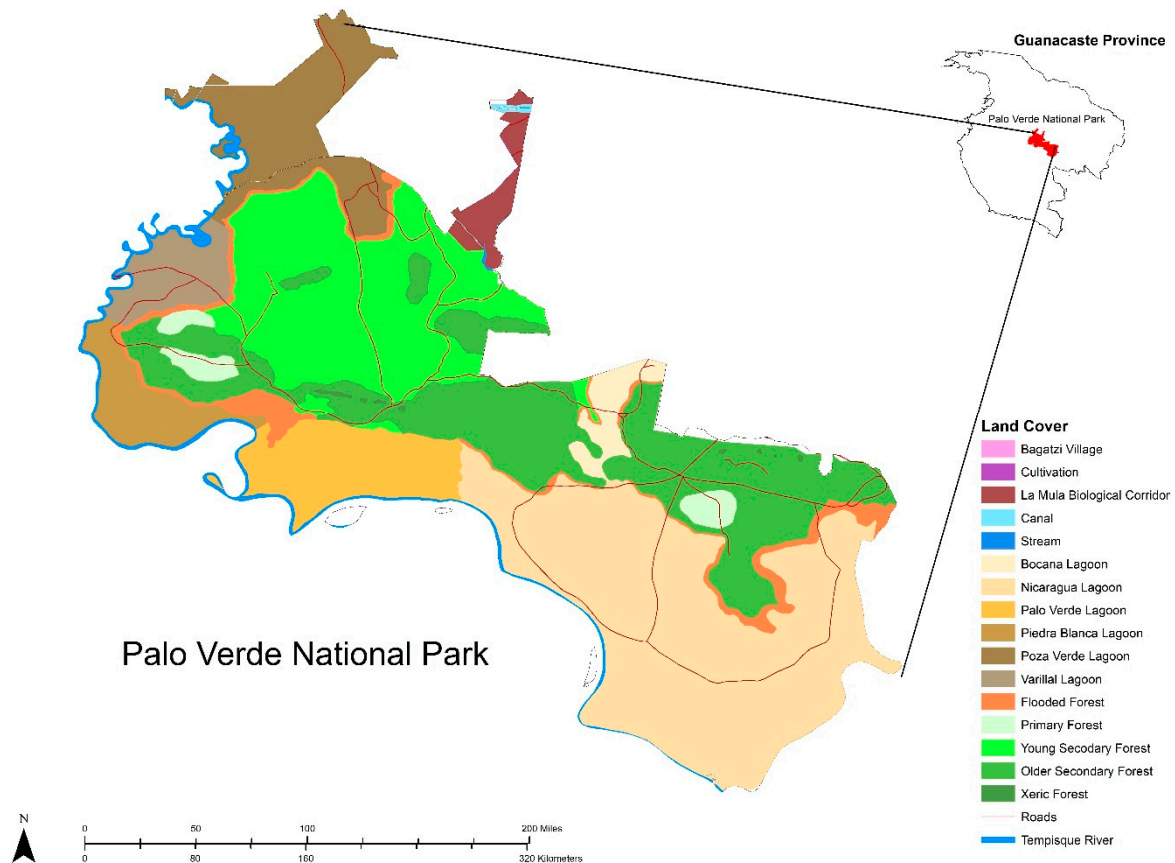 Guanacaste Province
Palo Verde National Park
Land Cover
Bagatzi Village
Cultivation
La Mula Biological Corridor
Canal
Stream
Bocana Lagoon
Nicaragua Lagoon
Palo Verde Lagoon
Piedra Blanca Lagoon
Poza Verde Lagoon
Varillal Lagoon
Flooded Forest
Primary Forest
Young Secodary Forest
Older Secondary Forest
Xeric Forest
Roads
Tempisque River
Palo Verde National Park
N
0 50 100 200 Miles
0 80 160 320 Kilometers